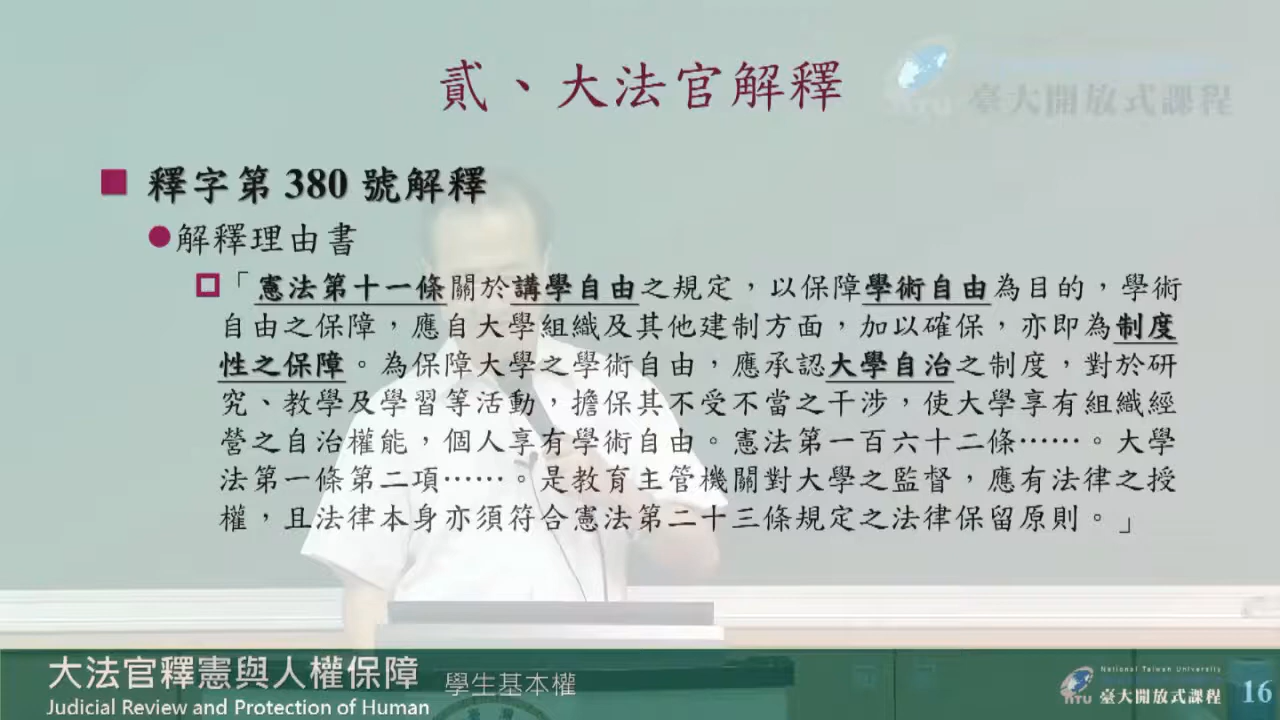 貳、大法官解釋
臺大開放式課程
■ 釋字第 380 號解釋
●解釋理由書
「憲法第十一條關於講學自由之規定，以保障學術自由為目的，學術
自由之保障，應自大學組織及其他建制方面，加以確保，亦即為制度
性之保障。為保障大學之學術自由，應承認大學自治之制度，對於研
究、教學及學習等活動，擔保其不受不當之干涉，使大學享有組織經
營之自治權能，個人享有學術自由。憲法第一百六十二條……。大學
法第一條第二項……。是教育主管機關對大學之監督，應有法律之授
權，且法律本身亦須符合憲法第二十三條規定之法律保留原則。」
大法官釋憲與人權保障 學生基本權
Judicial Review and Protection of Human
National Taiwan University
NTU 臺大開放式課程
16